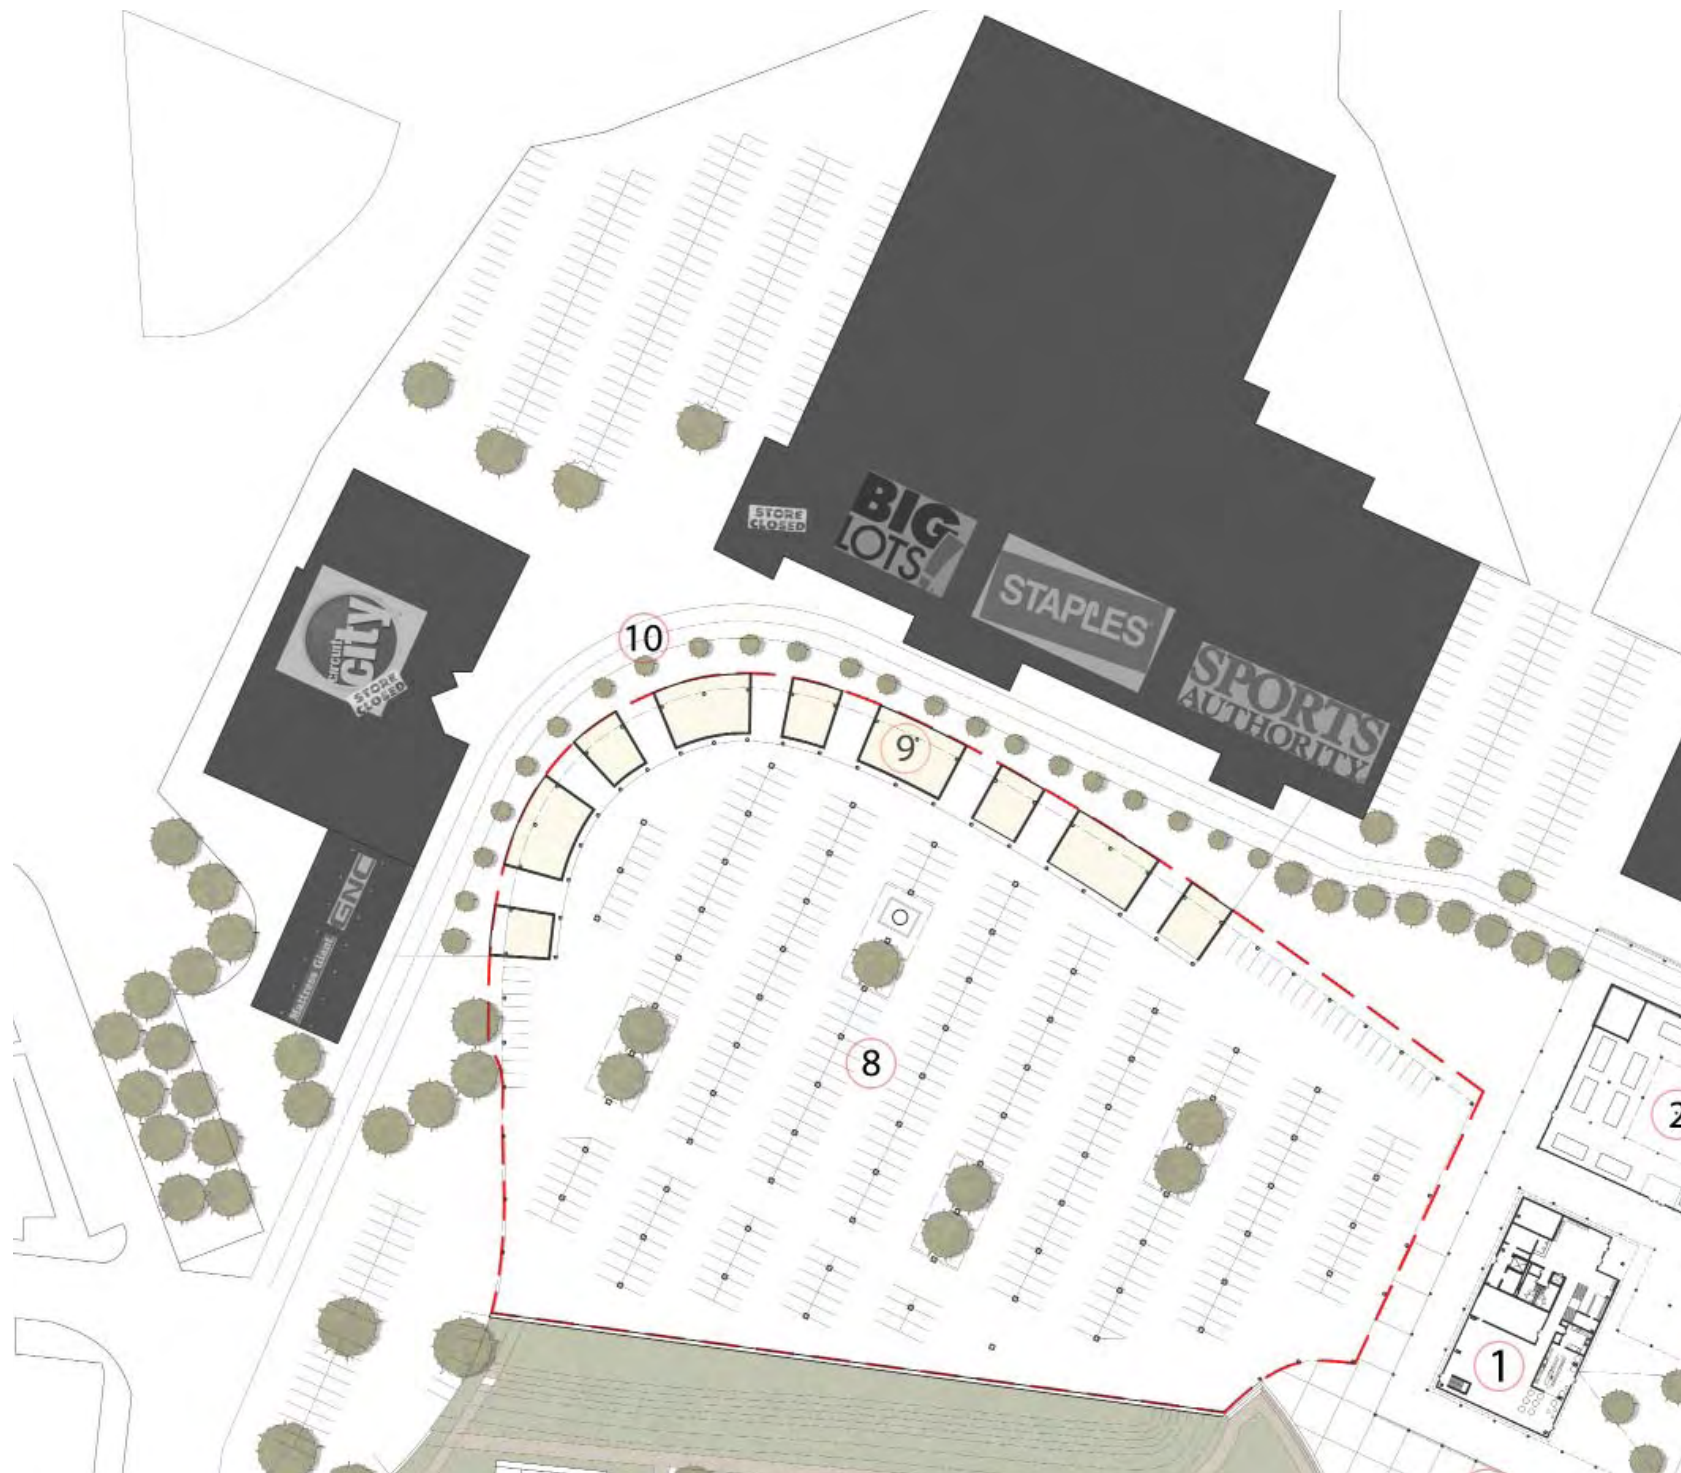 STORE
CLOSED
BIG
LOTS!
STAPLES
SPORTS
AUTHORITY
circuit
city
STORE
CLOSED
10
9
GNC
Mattress Giant
8
2
1